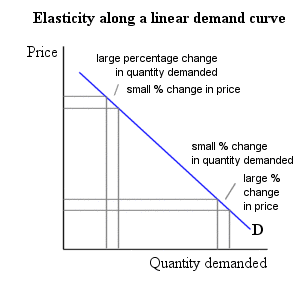 Elasticity along a linear demand curve
Price
large percentage change
in quantity demanded
small % change in price
small % change
in quantity demanded
large %
change
in price
D
Quantity demanded